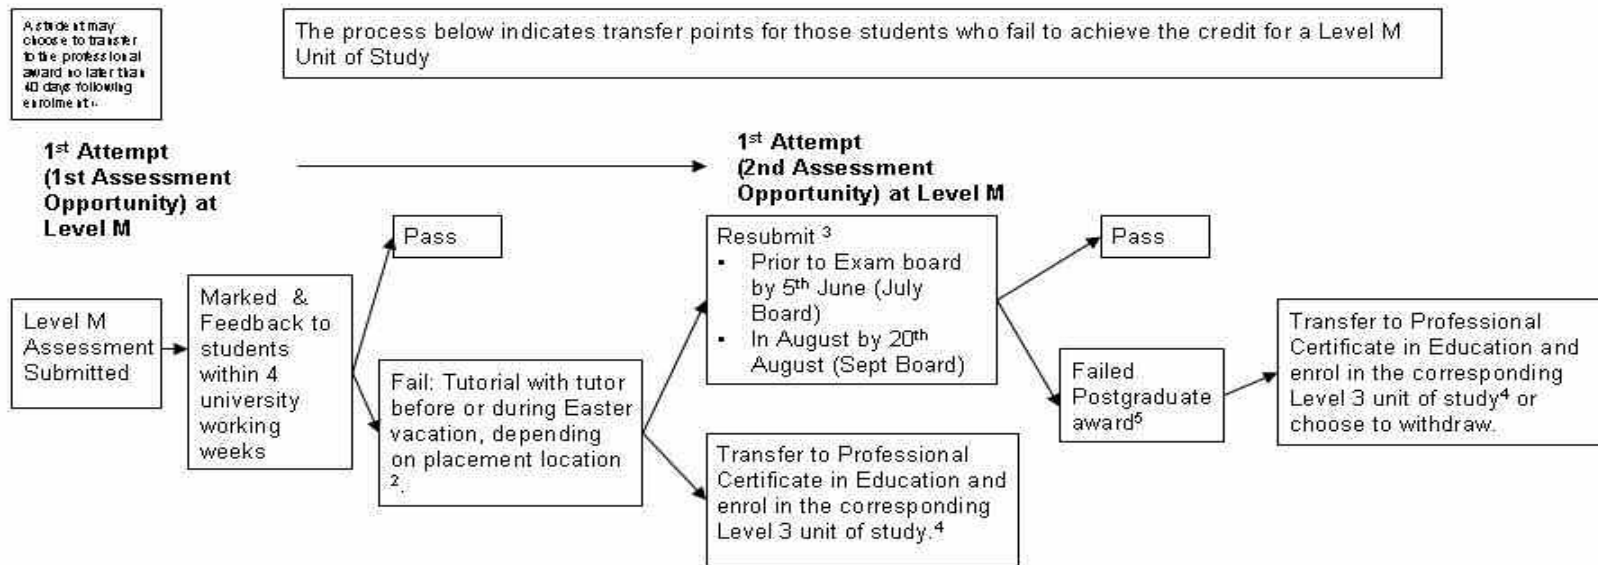 A student may
choose to transfer
to the professional
award no later than
40 days following
enrolment
The process below indicates transfer points for those students who fail to achieve the credit for a Level M
Unit of Study
1st Attempt
(1st Assessment
Opportunity) at
Level M
1st Attempt
(2nd Assessment
Opportunity) at Level M
Level M
Assessment
Submitted
Marked & 
Feedback to
students
within 4
university
working
weeks
Pass
Fail: Tutorial with tutor
before or during Easter
vacation, depending
on placement location
2.
Resubmit 3
▪ Prior to Exam board
by 5th June (July
Board)
▪ In August by 20th
August (Sept Board)
Transfer to Professional
Certificate in Education and
enrol in the corresponding
Level 3 unit of study.4
Pass
Failed
Postgraduate
award5
Transfer to Professional
Certificate in Education and
enrol in the corresponding
Level 3 unit of study4 or
choose to withdraw.